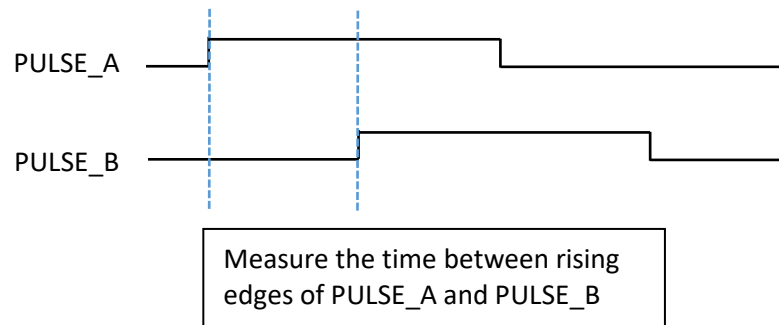 PULSE_A
PULSE_B
Measure the time between rising
edges of PULSE_A and PULSE_B